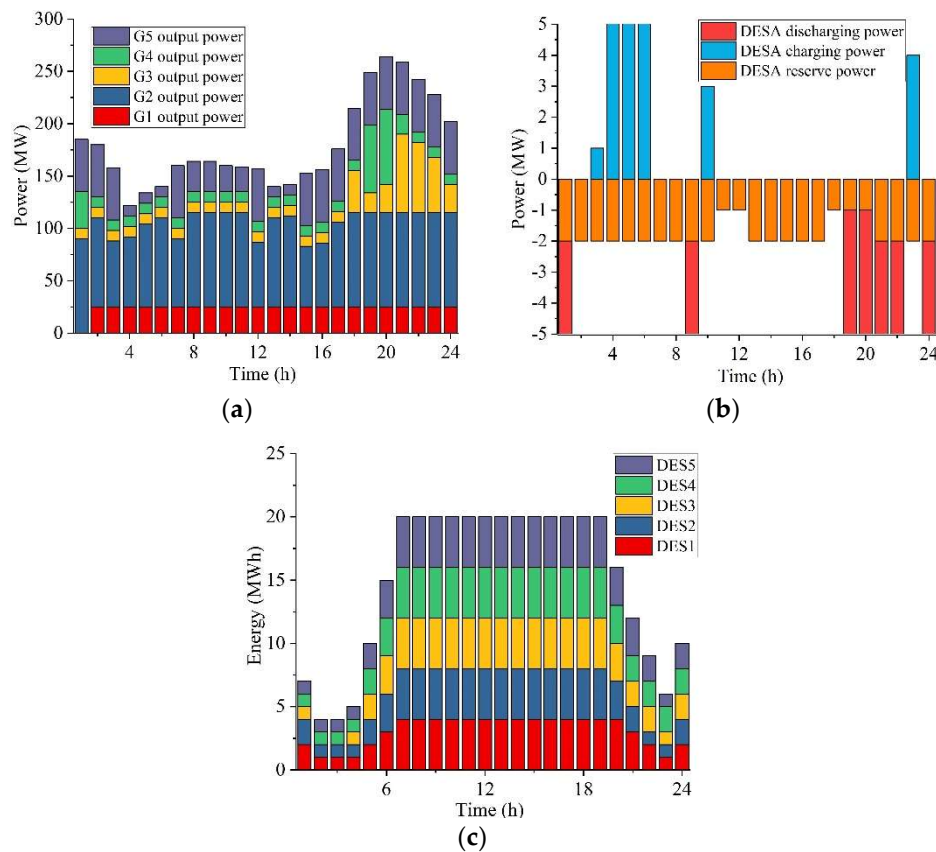 300
250
200
150
100
50
0
Power (MW)
G5 output power
G4 output power
G3 output power
G2 output power
G1 output power
4 8 12 16 20 24
Time (h)
(a)
5
4
3
2
1
0
-1
-2
-3
-4
-5
Power (MW)
DESA discharging power
DESA charging power
DESA reserve power
4 8 12 16 20 24
Time (h)
(b)
25
20
15
10
5
0
Energy (MWh)
DES5
DES4
DES3
DES2
DES1
6 12 18 24
Time (h)
(c)